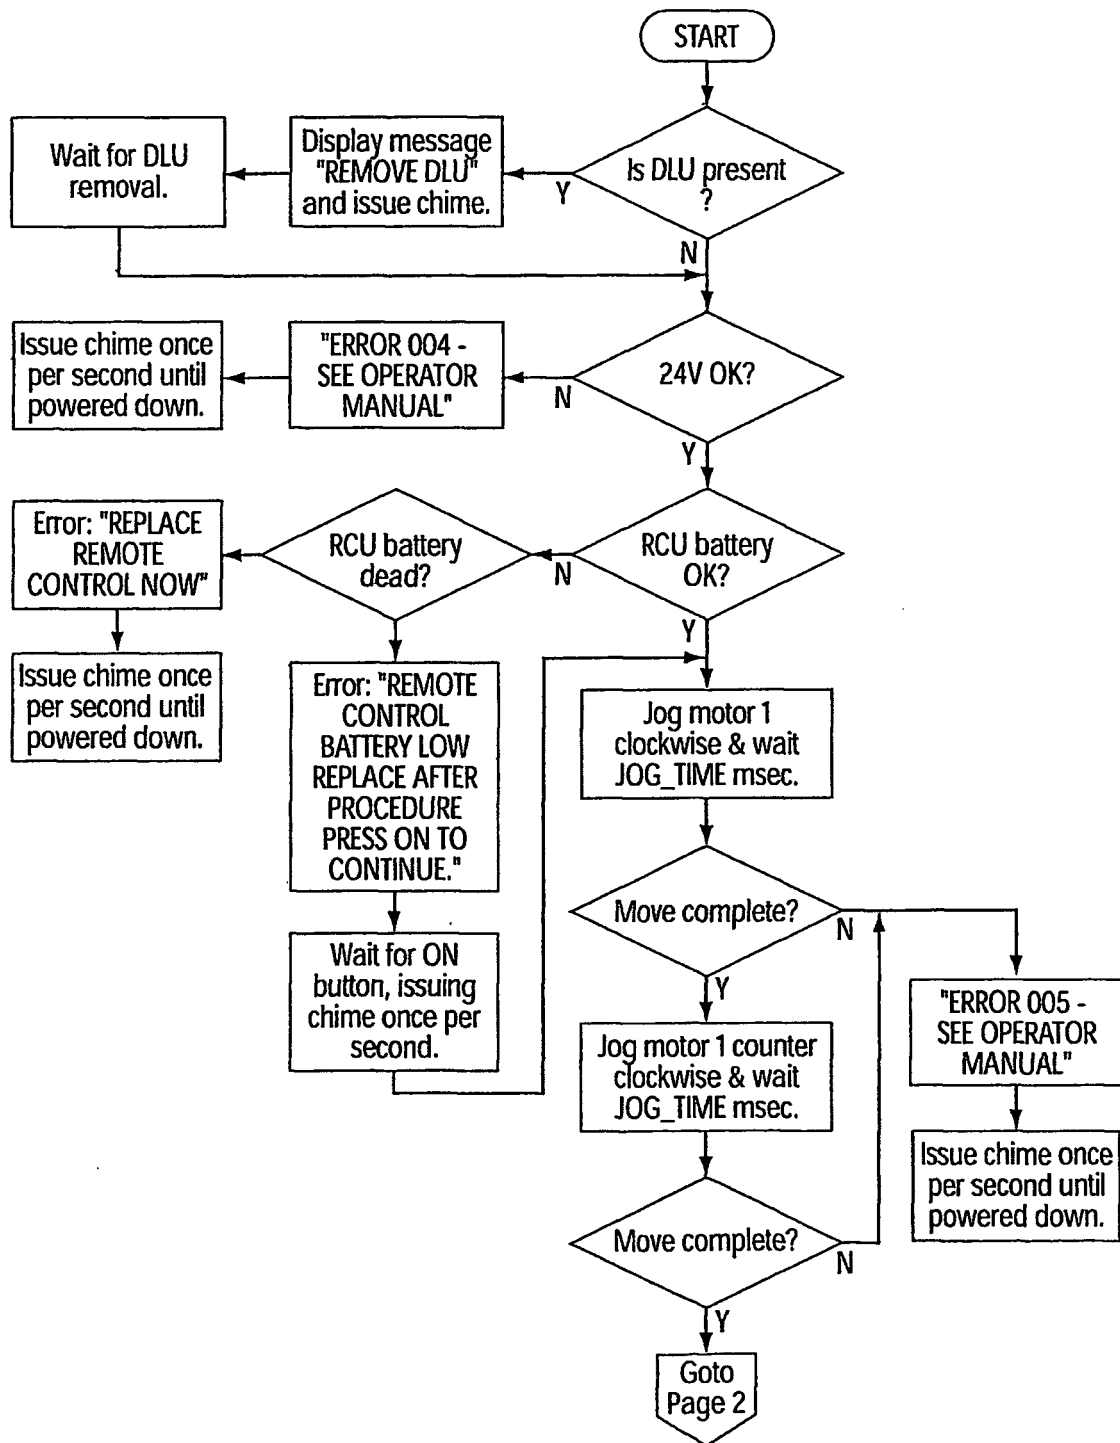 START
Is DLU present
?
Y
N
Display message
"REMOVE DLU"
and issue chime.
Wait for DLU
removal.
24V OK?
N
Y
"ERROR 004 -
SEE OPERATOR
MANUAL"
Issue chime once
per second until
powered down.
RCU battery
OK?
N
Y
RCU battery
dead?
Error: "REPLACE
REMOTE
CONTROL NOW"
Issue chime once
per second until
powered down.
Error: "REMOTE
CONTROL
BATTERY LOW
REPLACE AFTER
PROCEDURE
PRESS ON TO
CONTINUE."
Wait for ON
button, issuing
chime once per
second.
Jog motor 1
clockwise & wait
JOG_TIME msec.
Move complete?
N
Y
Jog motor 1 counter
clockwise & wait
JOG_TIME msec.
"ERROR 005 -
SEE OPERATOR
MANUAL"
Issue chime once
per second until
powered down.
Move complete?
N
Y
Goto
Page 2